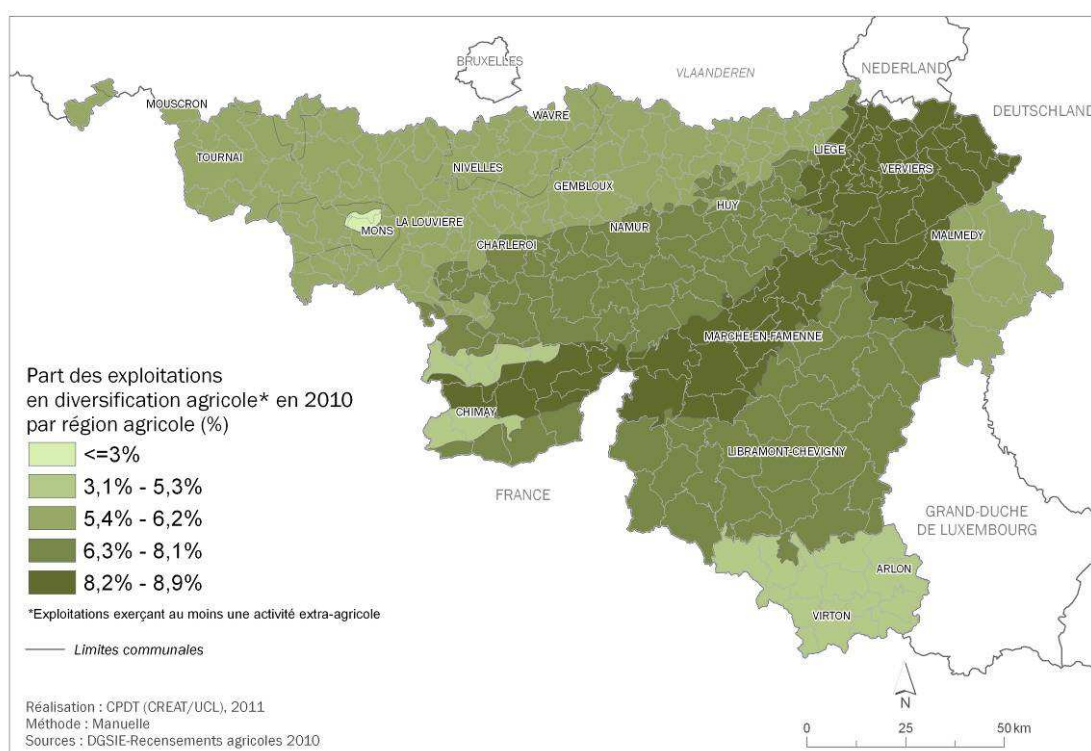 BRUXELLES
VLAANDEREN
NEDERLAND
DEUTSCHLAND
MOUSCRON
WAVRE
TOURNAI
NIVELLES
LIEGE
VERVIERS
GEMBLOUX
HUY
MONS
LA LOUVIERE
NAMUR
CHARLEROI
MALMEDY
MARCHE-EN-FAMENNE
CHIMAY
LIBRAMONT-CHEVIGNY
FRANCE
GRAND-DUCHE
DE LUXEMBOURG
ARLON
VIRTON
Part des exploitations
en diversification agricole* en 2010
par région agricole (%)
<=3%
3,1% - 5,3%
5,4% - 6,2%
6,3% - 8,1%
8,2% - 8,9%
*Exploitations exerçant au moins une activité extra-agricole
Limites communales
Réalisation : CPDT (CREAT/UCL), 2011
Méthode : Manuelle
Sources : DGSIE-Recensements agricoles 2010
N
0 25 50 km